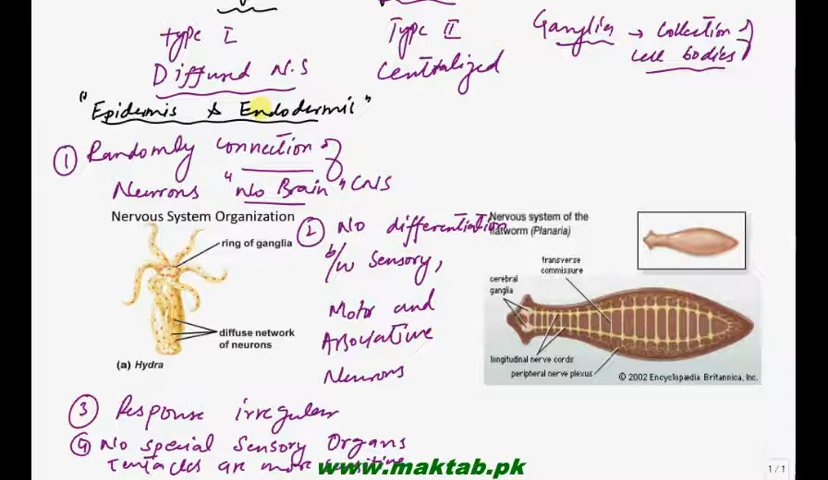 Type I
Type II
Ganglia → Collection of
cell bodies
Diffused N.S
Centralized
"Epidermis & Endodermis"
① Randomly Connection of
Neurons "No Brain" CNS
Nervous System Organization
ring of ganglia
diffuse network
of neurons
(a) Hydra
② No differentiation
b/w Sensory,
Motor and
Associative
Neurons
Nervous system of the
flatworm (Planaria)
transverse
commissure
cerebral
ganglia
longitudinal nerve cords
peripheral nerve plexus
© 2002 Encyclopædia Britannica, Inc.
③ Response irregular
④ No special Sensory Organs
Tentacles are more sensitive
www.maktab.pk
1 / 1